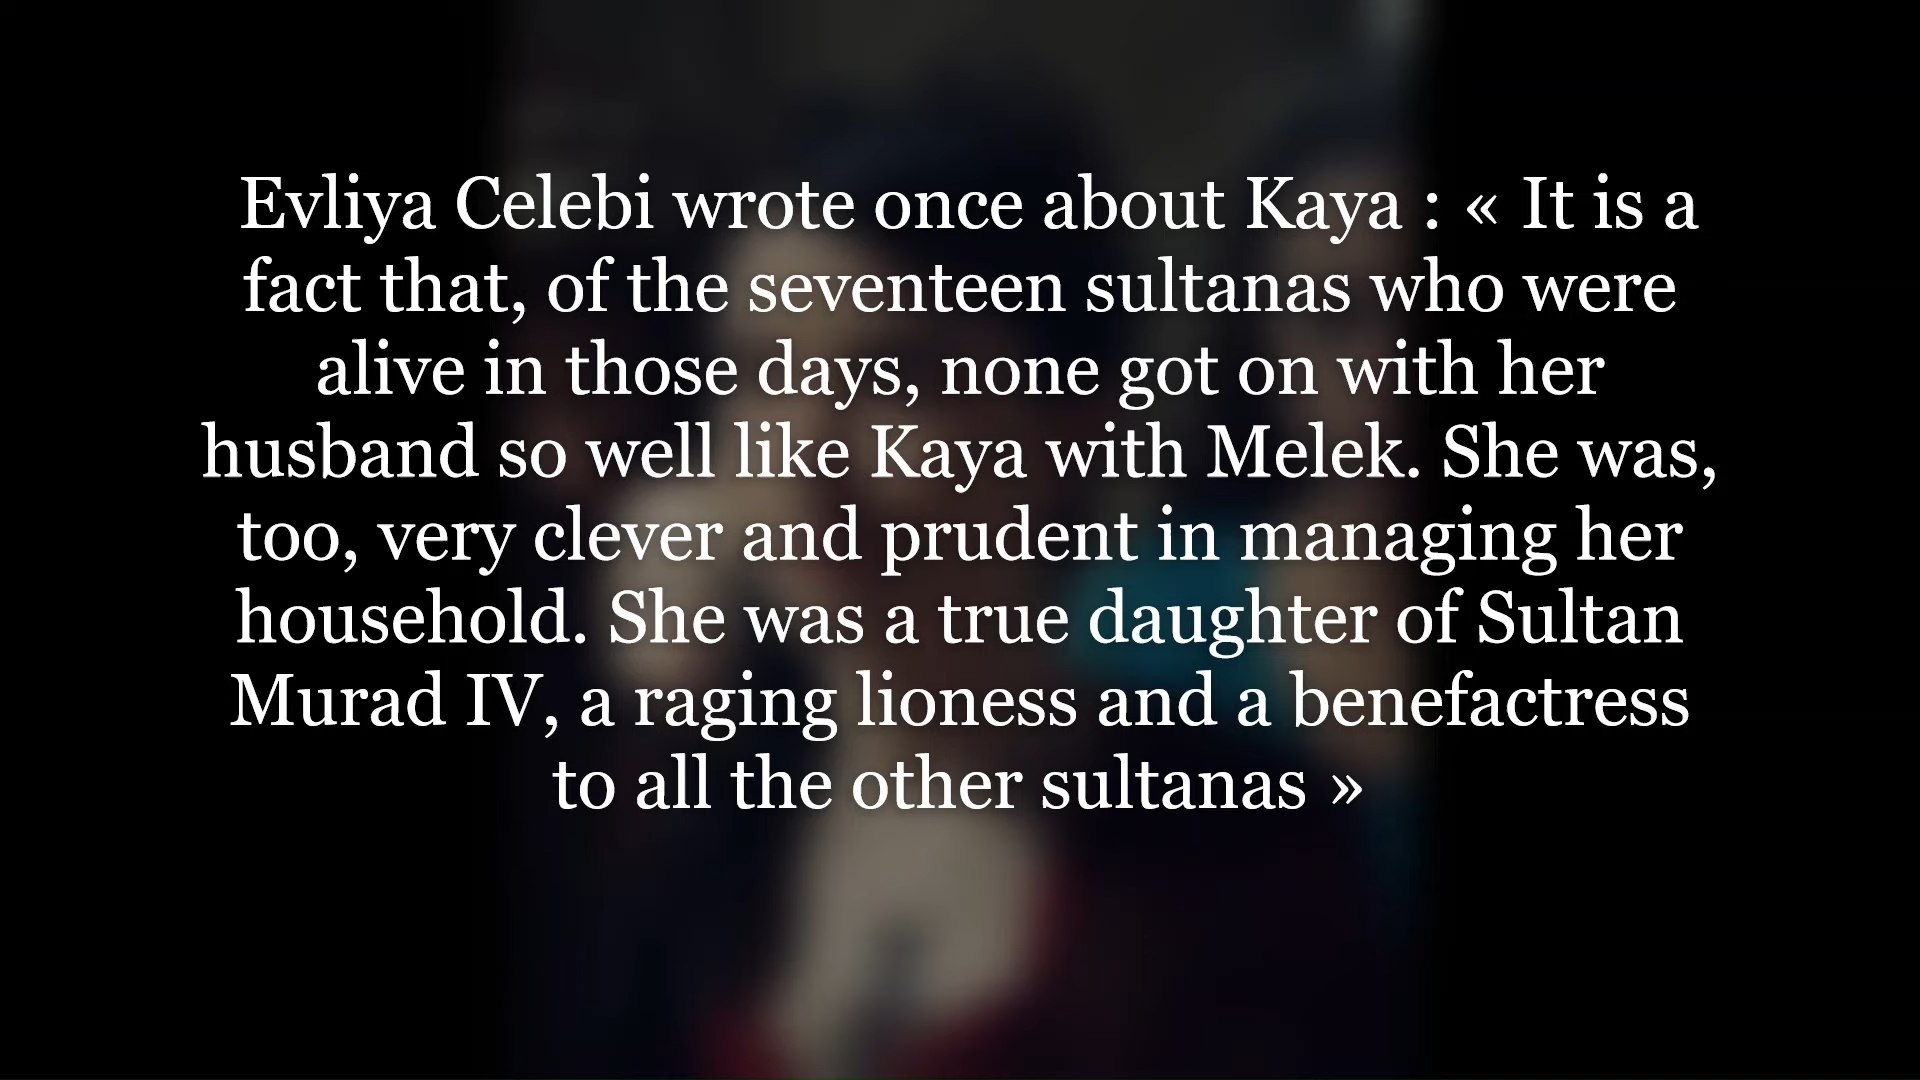 Evliya Celebi wrote once about Kaya : « It is a
fact that, of the seventeen sultanas who were
alive in those days, none got on with her
husband so well like Kaya with Melek. She was,
too, very clever and prudent in managing her
household. She was a true daughter of Sultan
Murad IV, a raging lioness and a benefactress
to all the other sultanas »